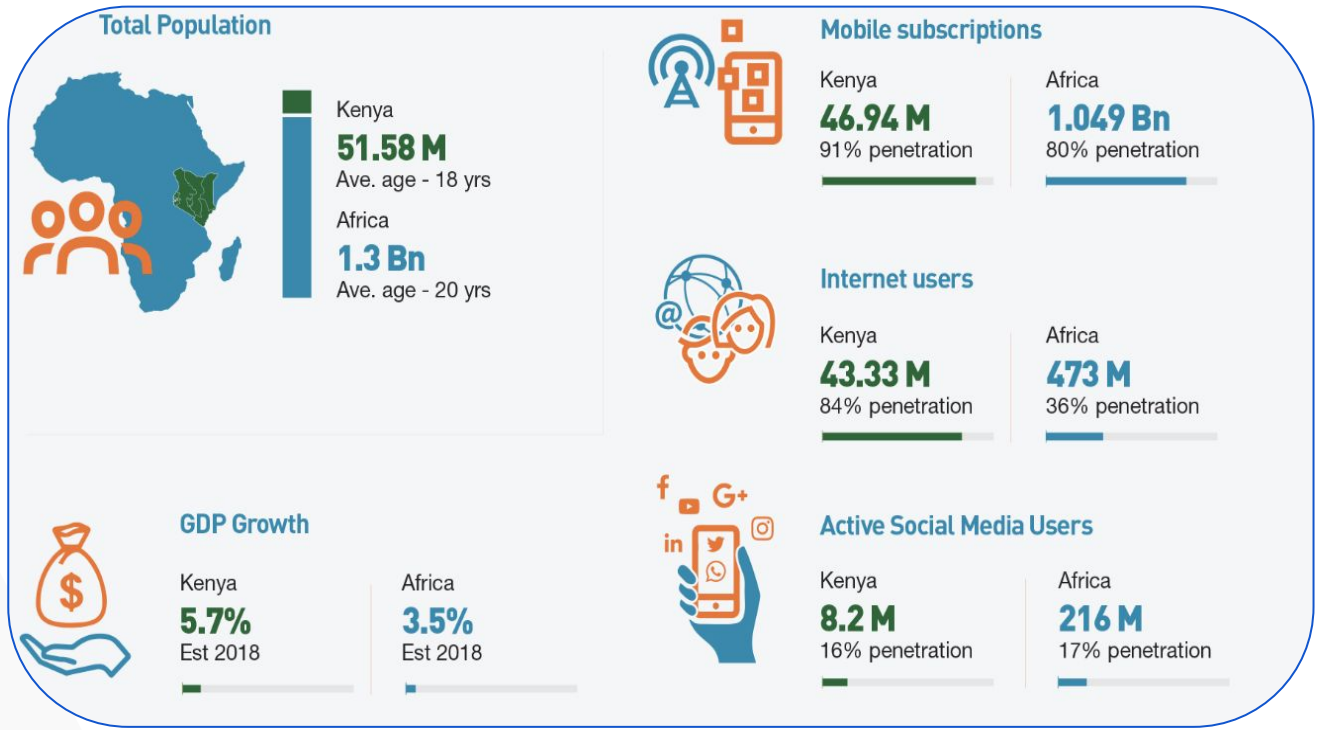 Total Population
Kenya
51.58 M
Ave. age - 18 yrs
Africa
1.3 Bn
Ave. age - 20 yrs
GDP Growth
Kenya
5.7%
Est 2018
Africa
3.5%
Est 2018
$
Mobile subscriptions
Kenya
46.94 M
91% penetration
Africa
1.049 Bn
80% penetration
Internet users
@
Kenya
43.33 M
84% penetration
Africa
473 M
36% penetration
Active Social Media Users
f
G+
in
Kenya
8.2 M
16% penetration
Africa
216 M
17% penetration